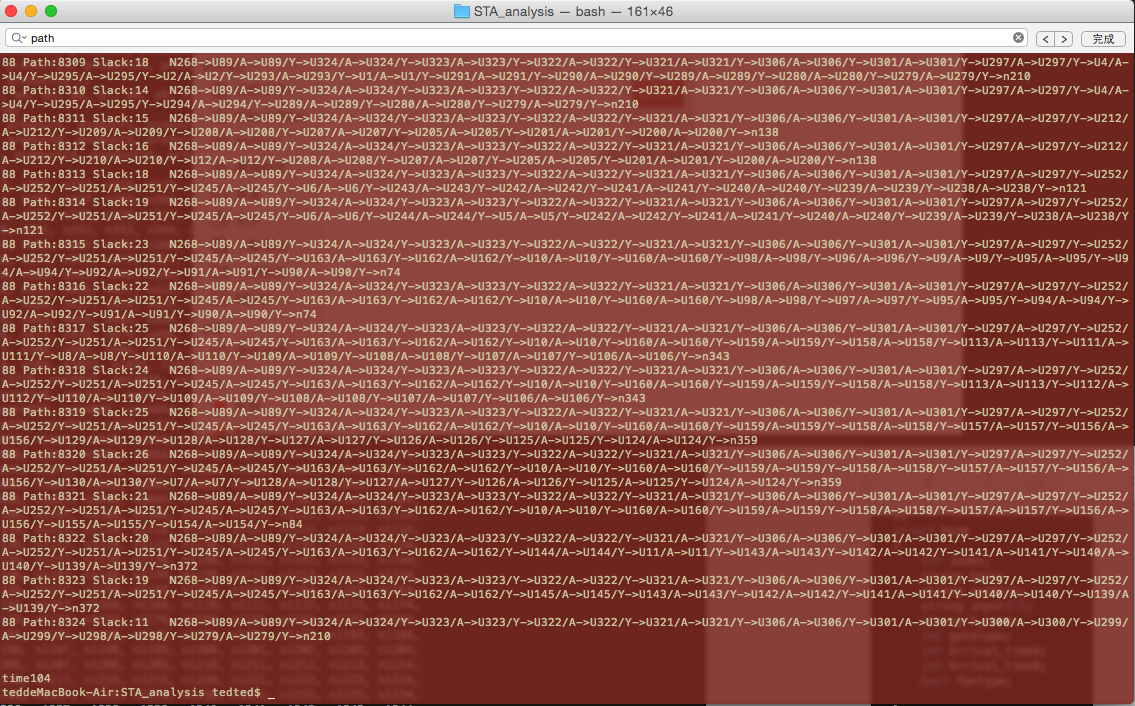 STA_analysis — bash — 161×46
path
完成
88 Path:8309 Slack:18 N268->U89/A->U89/Y->U324/A->U324/Y->U323/A->U323/Y->U322/A->U322/Y->U321/A->U321/Y->U306/A->U306/Y->U301/A->U301/Y->U297/A->U297/Y->U4/A-
>U4/Y->U295/A->U295/Y->U2/A->U2/Y->U293/A->U293/Y->U1/A->U1/Y->U291/A->U291/Y->U290/A->U290/Y->U289/A->U289/Y->U280/A->U280/Y->U279/A->U279/Y->n210
88 Path:8310 Slack:14 N268->U89/A->U89/Y->U324/A->U324/Y->U323/A->U323/Y->U322/A->U322/Y->U321/A->U321/Y->U306/A->U306/Y->U301/A->U301/Y->U297/A->U297/Y->U4/A-
>U4/Y->U295/A->U295/Y->U294/A->U294/Y->U289/A->U289/Y->U280/A->U280/Y->U279/A->U279/Y->n210
88 Path:8311 Slack:15 N268->U89/A->U89/Y->U324/A->U324/Y->U323/A->U323/Y->U322/A->U322/Y->U321/A->U321/Y->U306/A->U306/Y->U301/A->U301/Y->U297/A->U297/Y->U212/
A->U212/Y->U209/A->U209/Y->U208/A->U208/Y->U207/A->U207/Y->U205/A->U205/Y->U201/A->U201/Y->U200/A->U200/Y->n138
88 Path:8312 Slack:16 N268->U89/A->U89/Y->U324/A->U324/Y->U323/A->U323/Y->U322/A->U322/Y->U321/A->U321/Y->U306/A->U306/Y->U301/A->U301/Y->U297/A->U297/Y->U212/
A->U212/Y->U210/A->U210/Y->U12/A->U12/Y->U208/A->U208/Y->U207/A->U207/Y->U205/A->U205/Y->U201/A->U201/Y->U200/A->U200/Y->n138
88 Path:8313 Slack:18 N268->U89/A->U89/Y->U324/A->U324/Y->U323/A->U323/Y->U322/A->U322/Y->U321/A->U321/Y->U306/A->U306/Y->U301/A->U301/Y->U297/A->U297/Y->U252/
A->U252/Y->U251/A->U251/Y->U245/A->U245/Y->U6/A->U6/Y->U243/A->U243/Y->U242/A->U242/Y->U241/A->U241/Y->U240/A->U240/Y->U239/A->U239/Y->U238/A->U238/Y->n121
88 Path:8314 Slack:19 N268->U89/A->U89/Y->U324/A->U324/Y->U323/A->U323/Y->U322/A->U322/Y->U321/A->U321/Y->U306/A->U306/Y->U301/A->U301/Y->U297/A->U297/Y->U252/
A->U252/Y->U251/A->U251/Y->U245/A->U245/Y->U6/A->U6/Y->U244/A->U244/Y->U5/A->U5/Y->U242/A->U242/Y->U241/A->U241/Y->U240/A->U240/Y->U239/A->U239/Y->U238/A->U238/Y
->n121
88 Path:8315 Slack:23 N268->U89/A->U89/Y->U324/A->U324/Y->U323/A->U323/Y->U322/A->U322/Y->U321/A->U321/Y->U306/A->U306/Y->U301/A->U301/Y->U297/A->U297/Y->U252/
A->U252/Y->U251/A->U251/Y->U245/A->U245/Y->U163/A->U163/Y->U162/A->U162/Y->U10/A->U10/Y->U160/A->U160/Y->U98/A->U98/Y->U96/A->U96/Y->U9/A->U9/Y->U95/A->U95/Y->U9
4/A->U94/Y->U92/A->U92/Y->U91/A->U91/Y->U90/A->U90/Y->n74
88 Path:8316 Slack:22 N268->U89/A->U89/Y->U324/A->U324/Y->U323/A->U323/Y->U322/A->U322/Y->U321/A->U321/Y->U306/A->U306/Y->U301/A->U301/Y->U297/A->U297/Y->U252/
A->U252/Y->U251/A->U251/Y->U245/A->U245/Y->U163/A->U163/Y->U162/A->U162/Y->U10/A->U10/Y->U160/A->U160/Y->U98/A->U98/Y->U97/A->U97/Y->U95/A->U95/Y->U94/A->U94/Y->
U92/A->U92/Y->U91/A->U91/Y->U90/A->U90/Y->n74
88 Path:8317 Slack:25 N268->U89/A->U89/Y->U324/A->U324/Y->U323/A->U323/Y->U322/A->U322/Y->U321/A->U321/Y->U306/A->U306/Y->U301/A->U301/Y->U297/A->U297/Y->U252/
A->U252/Y->U251/A->U251/Y->U245/A->U245/Y->U163/A->U163/Y->U162/A->U162/Y->U10/A->U10/Y->U160/A->U160/Y->U159/A->U159/Y->U158/A->U158/Y->U113/A->U113/Y->U111/A->
U111/Y->U8/A->U8/Y->U110/A->U110/Y->U109/A->U109/Y->U108/A->U108/Y->U107/A->U107/Y->U106/A->U106/Y->n343
88 Path:8318 Slack:24 N268->U89/A->U89/Y->U324/A->U324/Y->U323/A->U323/Y->U322/A->U322/Y->U321/A->U321/Y->U306/A->U306/Y->U301/A->U301/Y->U297/A->U297/Y->U252/
A->U252/Y->U251/A->U251/Y->U245/A->U245/Y->U163/A->U163/Y->U162/A->U162/Y->U10/A->U10/Y->U160/A->U160/Y->U159/A->U159/Y->U158/A->U158/Y->U113/A->U113/Y->U112/A->
U112/Y->U110/A->U110/Y->U109/A->U109/Y->U108/A->U108/Y->U107/A->U107/Y->U106/A->U106/Y->n343
88 Path:8319 Slack:25 N268->U89/A->U89/Y->U324/A->U324/Y->U323/A->U323/Y->U322/A->U322/Y->U321/A->U321/Y->U306/A->U306/Y->U301/A->U301/Y->U297/A->U297/Y->U252/
A->U252/Y->U251/A->U251/Y->U245/A->U245/Y->U163/A->U163/Y->U162/A->U162/Y->U10/A->U10/Y->U160/A->U160/Y->U159/A->U159/Y->U158/A->U158/Y->U157/A->U157/Y->U156/A->
U156/Y->U129/A->U129/Y->U128/A->U128/Y->U127/A->U127/Y->U126/A->U126/Y->U125/A->U125/Y->U124/A->U124/Y->n359
88 Path:8320 Slack:26 N268->U89/A->U89/Y->U324/A->U324/Y->U323/A->U323/Y->U322/A->U322/Y->U321/A->U321/Y->U306/A->U306/Y->U301/A->U301/Y->U297/A->U297/Y->U252/
A->U252/Y->U251/A->U251/Y->U245/A->U245/Y->U163/A->U163/Y->U162/A->U162/Y->U10/A->U10/Y->U160/A->U160/Y->U159/A->U159/Y->U158/A->U158/Y->U157/A->U157/Y->U156/A->
U156/Y->U130/A->U130/Y->U7/A->U7/Y->U128/A->U128/Y->U127/A->U127/Y->U126/A->U126/Y->U125/A->U125/Y->U124/A->U124/Y->n359
88 Path:8321 Slack:21 N268->U89/A->U89/Y->U324/A->U324/Y->U323/A->U323/Y->U322/A->U322/Y->U321/A->U321/Y->U306/A->U306/Y->U301/A->U301/Y->U297/A->U297/Y->U252/
A->U252/Y->U251/A->U251/Y->U245/A->U245/Y->U163/A->U163/Y->U162/A->U162/Y->U10/A->U10/Y->U160/A->U160/Y->U159/A->U159/Y->U158/A->U158/Y->U157/A->U157/Y->U156/A->
U156/Y->U155/A->U155/Y->U154/A->U154/Y->n84
88 Path:8322 Slack:20 N268->U89/A->U89/Y->U324/A->U324/Y->U323/A->U323/Y->U322/A->U322/Y->U321/A->U321/Y->U306/A->U306/Y->U301/A->U301/Y->U297/A->U297/Y->U252/
A->U252/Y->U251/A->U251/Y->U245/A->U245/Y->U163/A->U163/Y->U162/A->U162/Y->U144/A->U144/Y->U11/A->U11/Y->U143/A->U143/Y->U142/A->U142/Y->U141/A->U141/Y->U140/A->
U140/Y->U139/A->U139/Y->n372
88 Path:8323 Slack:19 N268->U89/A->U89/Y->U324/A->U324/Y->U323/A->U323/Y->U322/A->U322/Y->U321/A->U321/Y->U306/A->U306/Y->U301/A->U301/Y->U297/A->U297/Y->U252/
A->U252/Y->U251/A->U251/Y->U245/A->U245/Y->U163/A->U163/Y->U162/A->U162/Y->U145/A->U145/Y->U143/A->U143/Y->U142/A->U142/Y->U141/A->U141/Y->U140/A->U140/Y->U139/A
->U139/Y->n372
88 Path:8324 Slack:11 N268->U89/A->U89/Y->U324/A->U324/Y->U323/A->U323/Y->U322/A->U322/Y->U321/A->U321/Y->U306/A->U306/Y->U301/A->U301/Y->U300/A->U300/Y->U299/
A->U299/Y->U298/A->U298/Y->U279/A->U279/Y->n210
time104
teddeMacBook-Air:STA_analysis tedted$ _